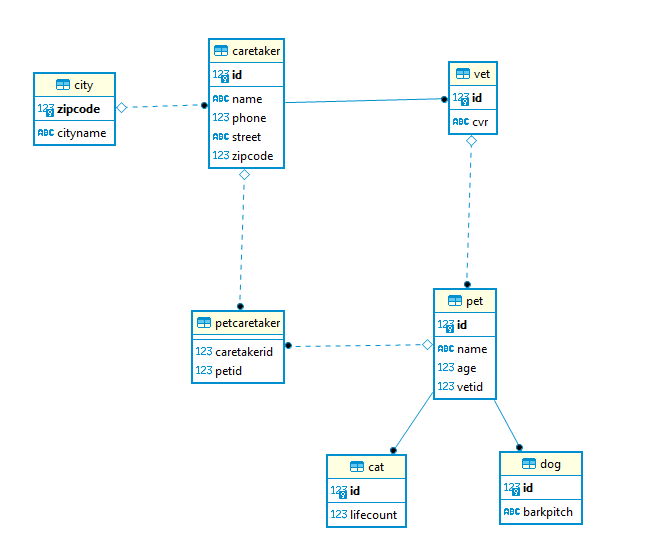 caretaker
123 id
ABC name
123 phone
ABC street
123 zipcode
city
123 zipcode
ABC cityname
vet
123 id
ABC cvr
petcaretaker
123 caretakerid
123 petid
pet
123 id
ABC name
123 age
123 vetid
cat
123 id
123 lifecount
dog
123 id
ABC barkpitch